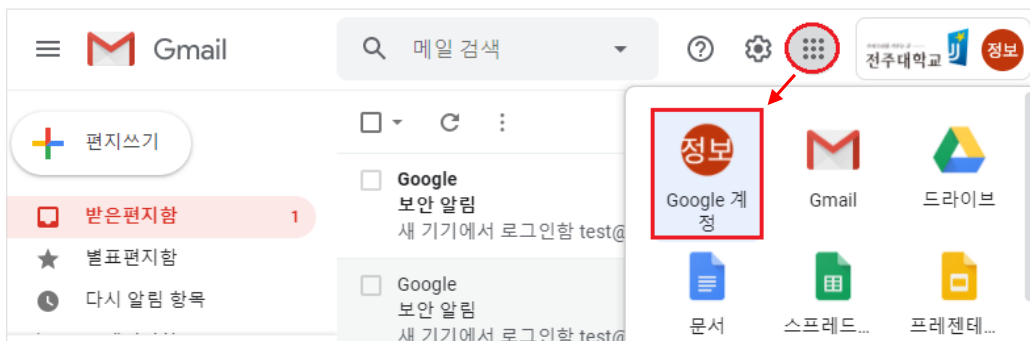 Gmail
메일 검색
전주대학교
정보
편지쓰기
받은편지함 1
별표편지함
다시 알림 항목
Google
보안 알림
새 기기에서 로그인함 test@
Google
보안 알림
새 기기에서 로그인함 test@
정보
Google 계
정
Gmail
드라이브
문서
스프레드...
프레젠테...